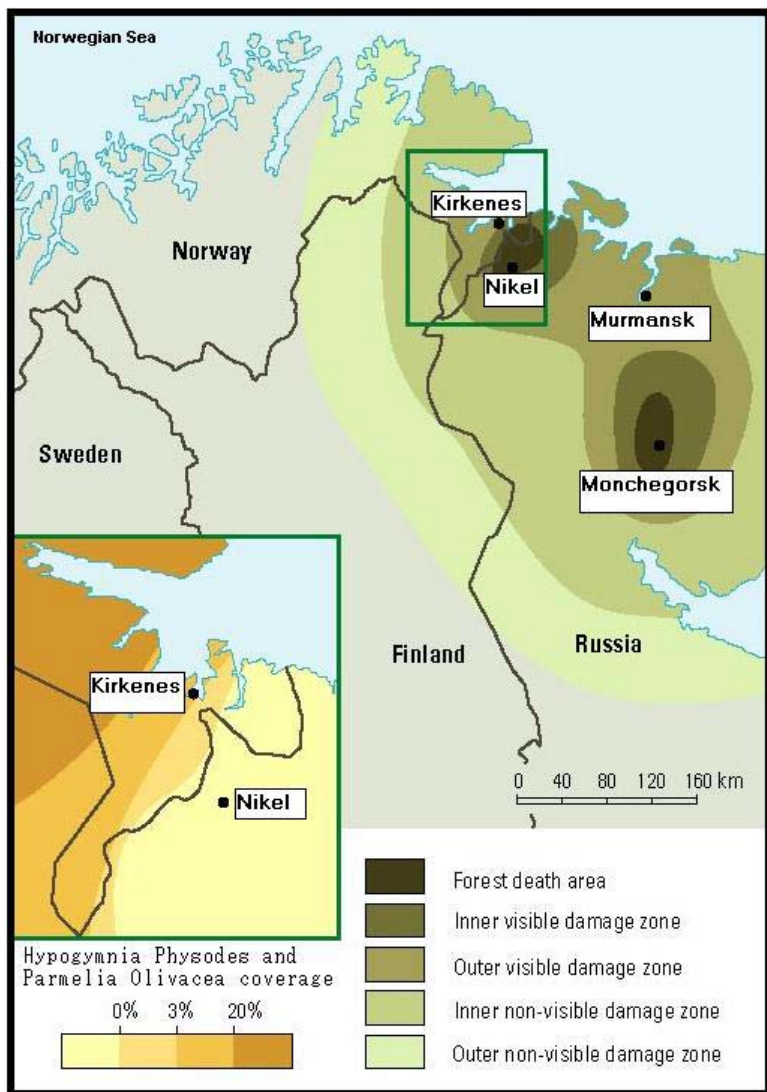 Norwegian Sea
Kirkenes
Norway
Nikel
Murmansk
Sweden
Monchegorsk
Finland
Russia
Kirkenes
Nikel
0 40 80 120 160 km
Forest death area
Inner visible damage zone
Outer visible damage zone
Inner non-visible damage zone
Outer non-visible damage zone
Hypogymnia Physodes and
Parmelia Olivacea coverage
0% 3% 20%